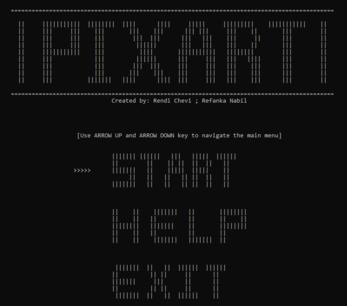 PIXART
Created by: Rendi Chevi ; Refanka Nabil
[Use ARROW UP and ARROW DOWN key to navigate the main menu]
>>>>> START
HELP
EXIT